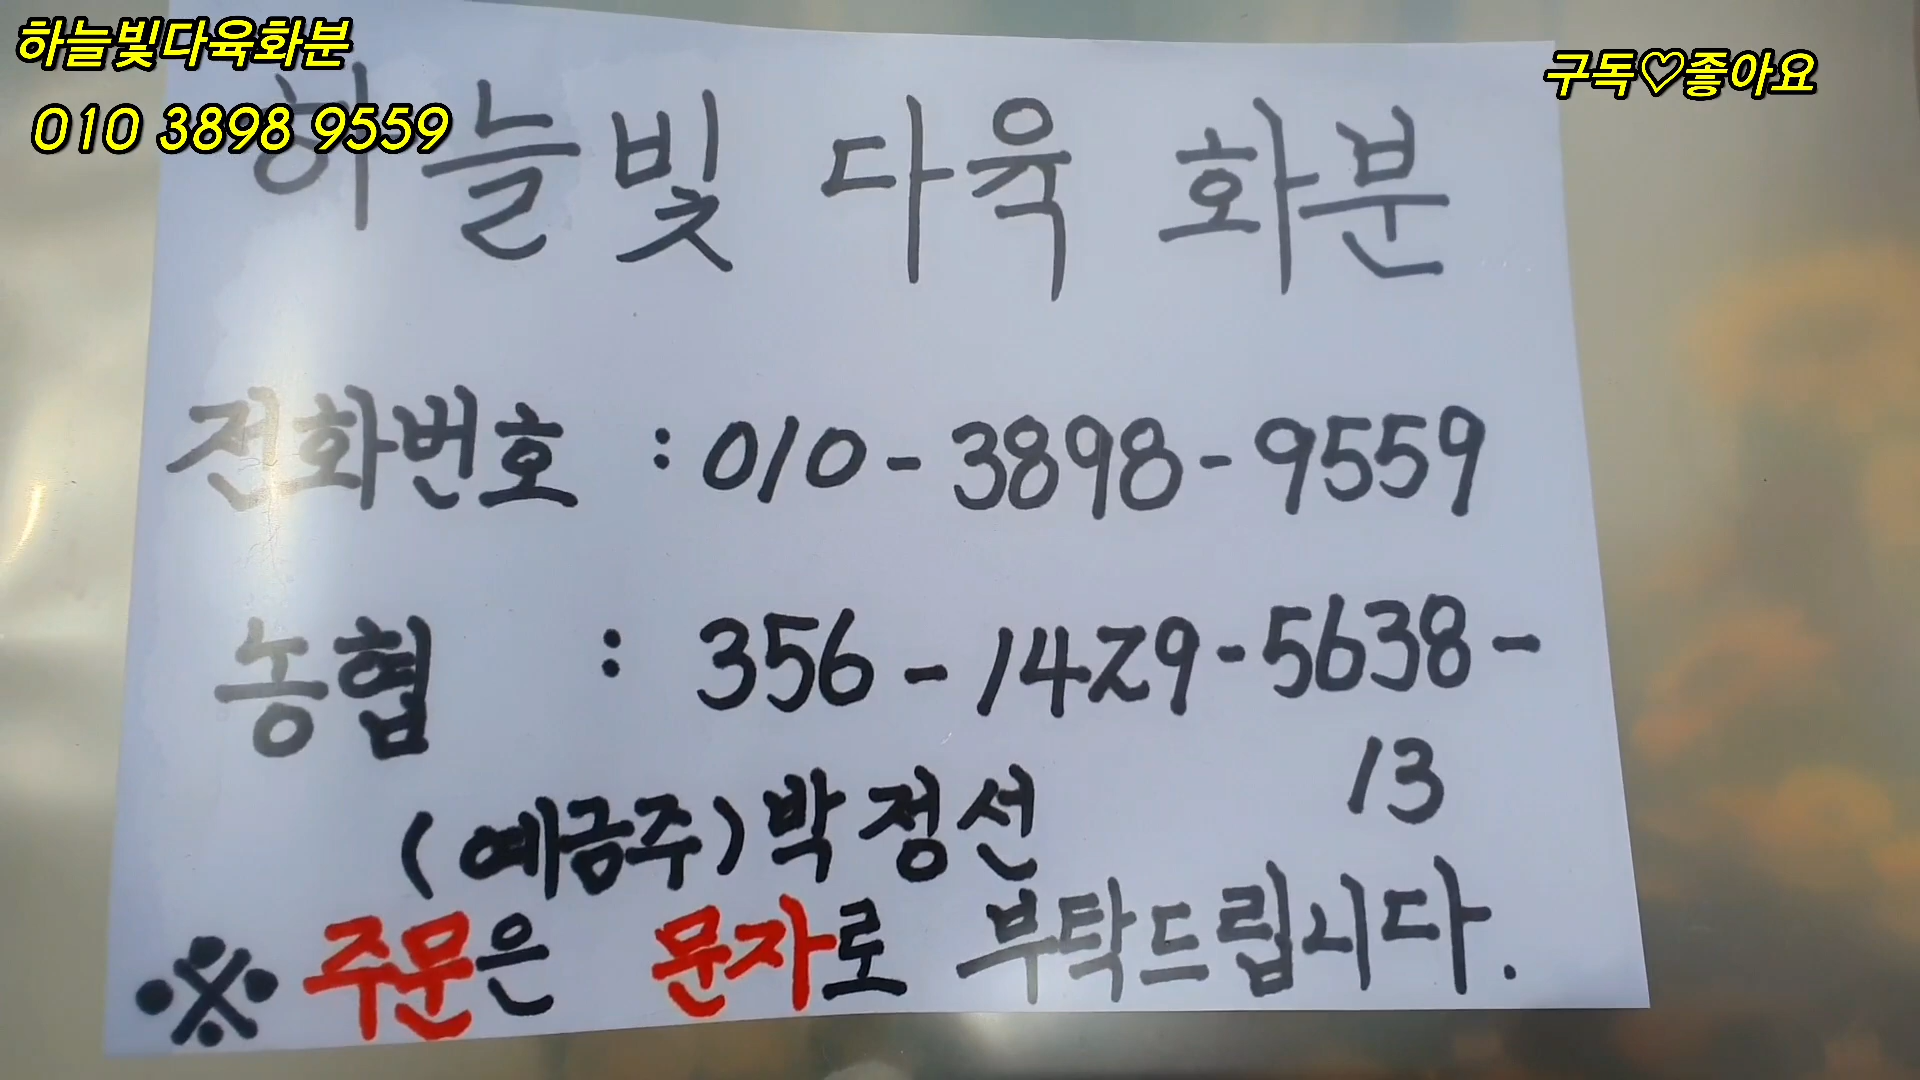 하늘빛다육화분
010 3898 9559
구독♡좋아요
하늘빛 다육 화분
전화번호 : 010-3898-9559
농협 : 356-1429-5638-
13
(예금주) 박정선
※ 주문은 문자로 부탁드립니다.